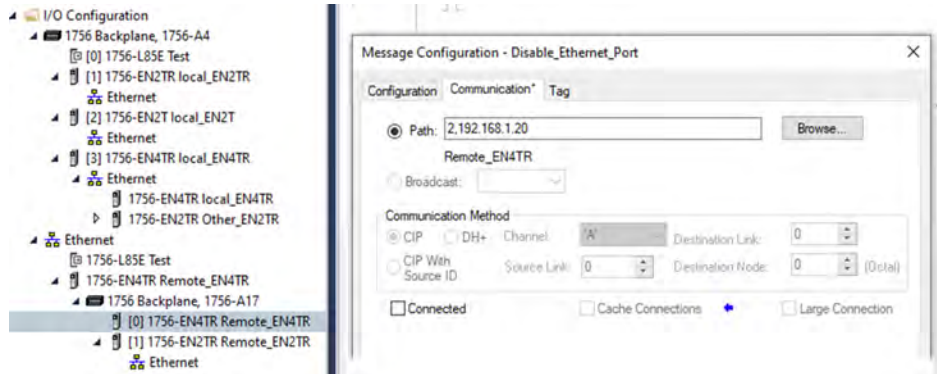 I/O Configuration
1756 Backplane, 1756-A4
[0] 1756-L85E Test
[1] 1756-EN2TR local_EN2TR
Ethernet
[2] 1756-EN2T local_EN2T
Ethernet
[3] 1756-EN4TR local_EN4TR
Ethernet
1756-EN4TR local_EN4TR
1756-EN2TR Other_EN2TR
Ethernet
1756-L85E Test
1756-EN4TR Remote_EN4TR
1756 Backplane, 1756-A17
[0] 1756-EN4TR Remote_EN4TR
[1] 1756-EN2TR Remote_EN2TR
Ethernet
Message Configuration - Disable_Ethernet_Port
Configuration Communication* Tag
Path: 2,192.168.1.20 Browse...
Remote_EN4TR
Broadcast:
Communication Method
CIP DH+ Channel: 'A' Destination Link: 0
CIP With Source ID Source Link: 0 Destination Node: 0 (Octal)
Connected Cache Connections Large Connection